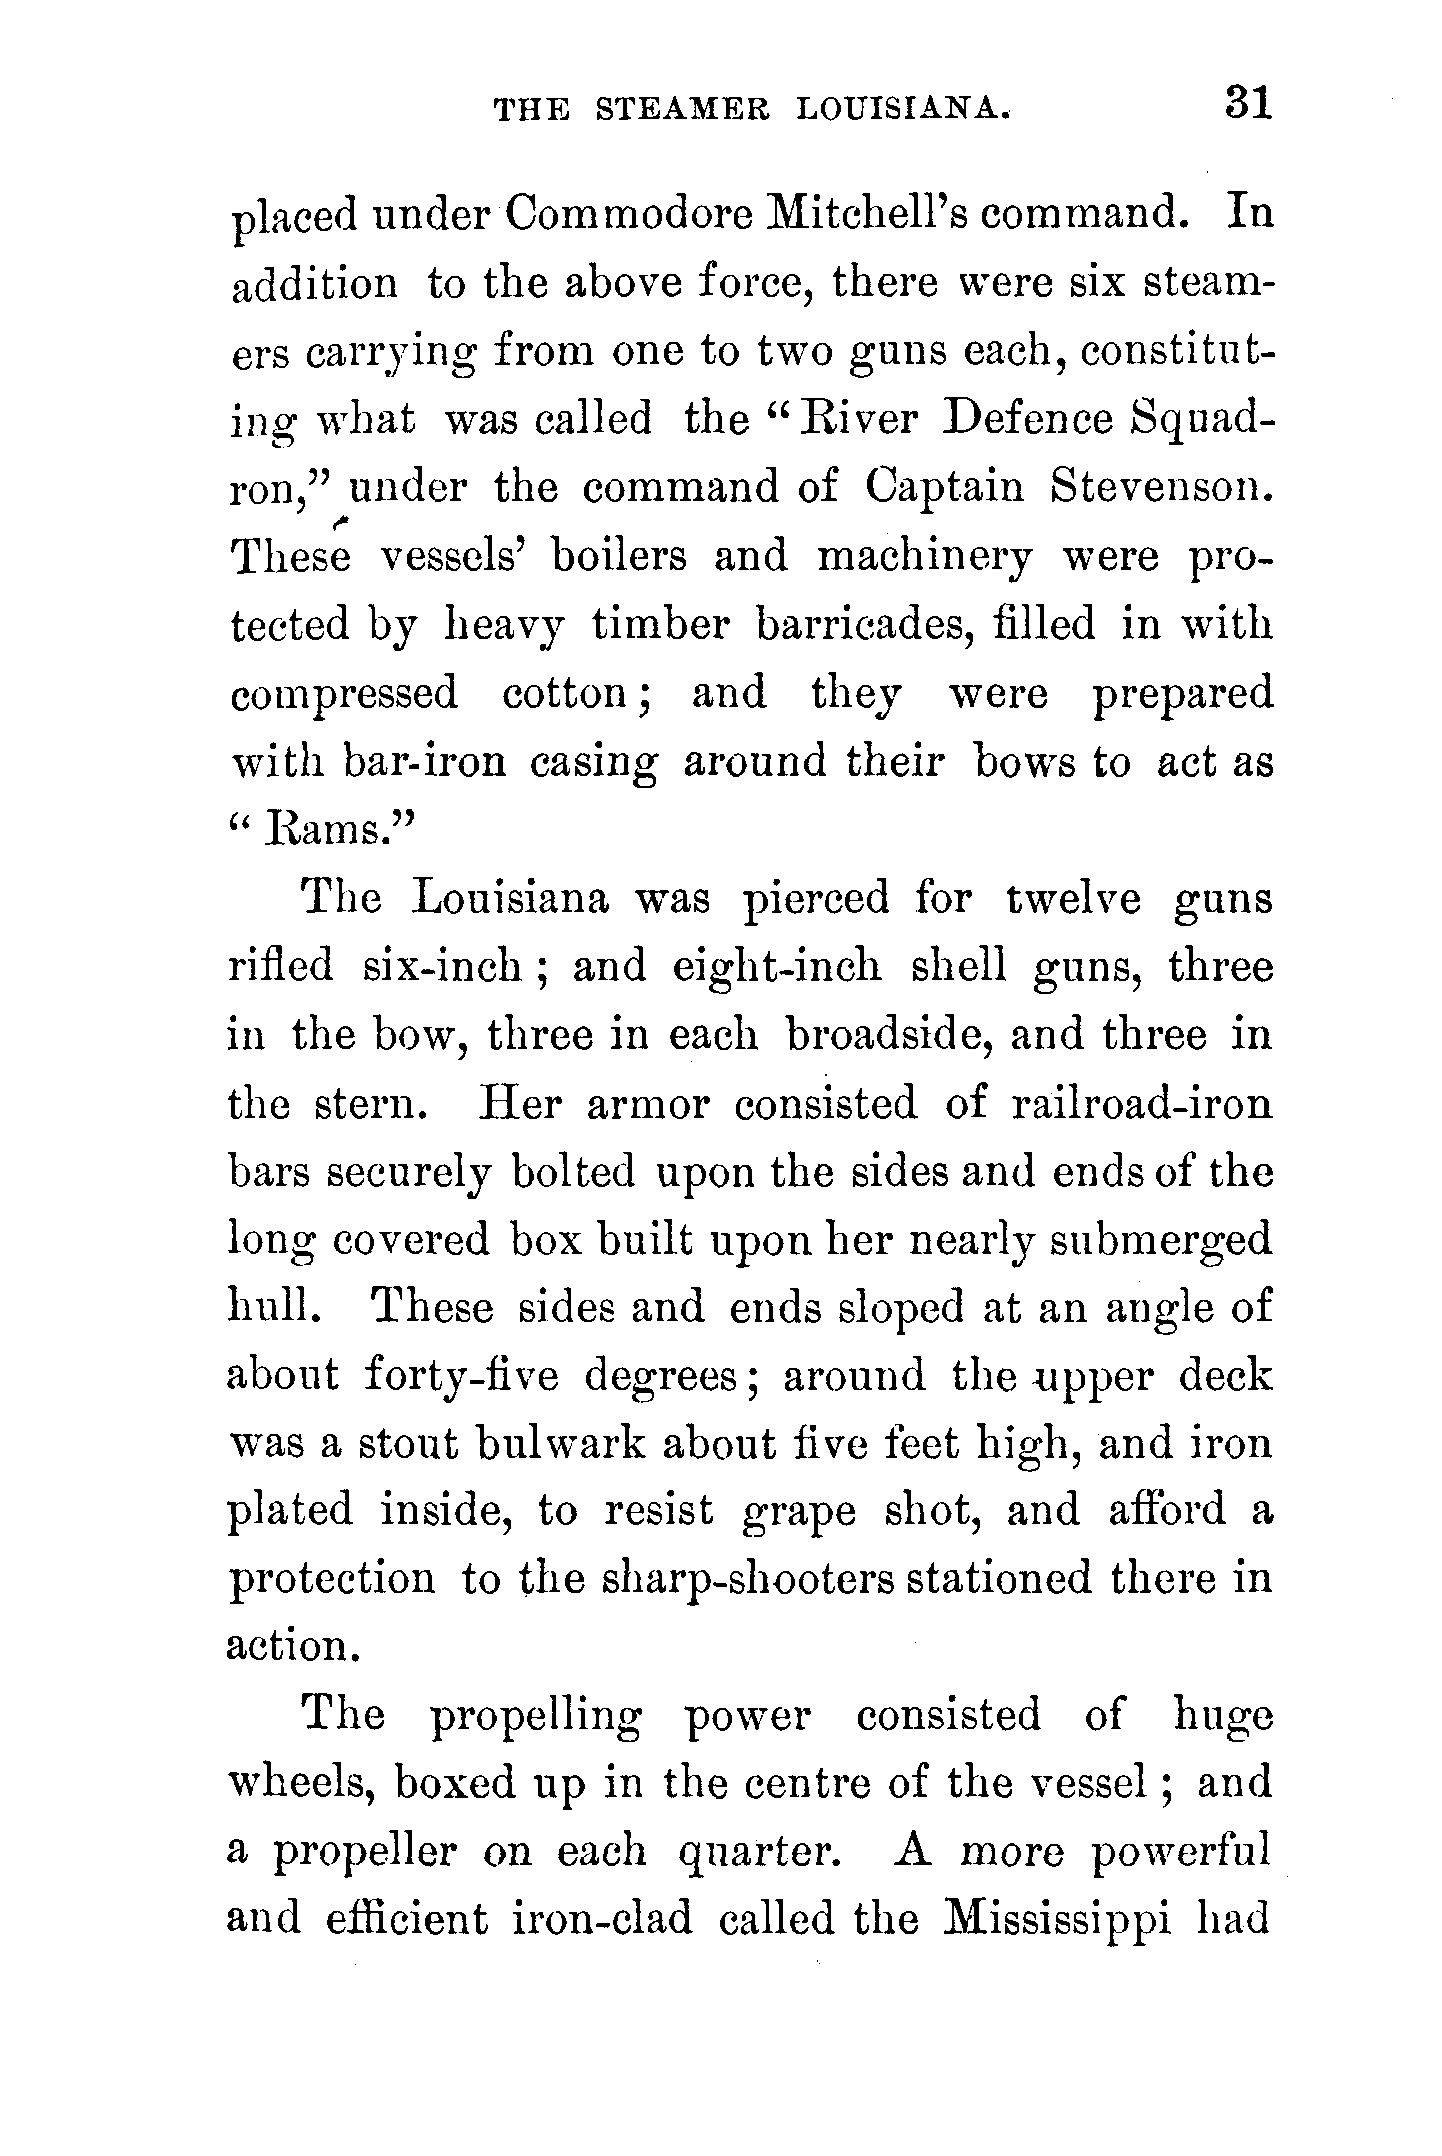 THE STEAMER LOUISIANA. 31
placed under Commodore Mitchell's command. In
addition to the above force, there were six steam-
ers carrying from one to two guns each, constitut-
ing what was called the "River Defence Squad-
ron," under the command of Captain Stevenson.
These vessels' boilers and machinery were pro-
tected by heavy timber barricades, filled in with
compressed cotton; and they were prepared
with bar-iron casing around their bows to act as
"Rams."
The Louisiana was pierced for twelve guns
rifled six-inch; and eight-inch shell guns, three
in the bow, three in each broadside, and three in
the stern. Her armor consisted of railroad-iron
bars securely bolted upon the sides and ends of the
long covered box built upon her nearly submerged
hull. These sides and ends sloped at an angle of
about forty-five degrees; around the upper deck
was a stout bulwark about five feet high, and iron
plated inside, to resist grape shot, and afford a
protection to the sharp-shooters stationed there in
action.
The propelling power consisted of huge
wheels, boxed up in the centre of the vessel; and
a propeller on each quarter. A more powerful
and efficient iron-clad called the Mississippi had